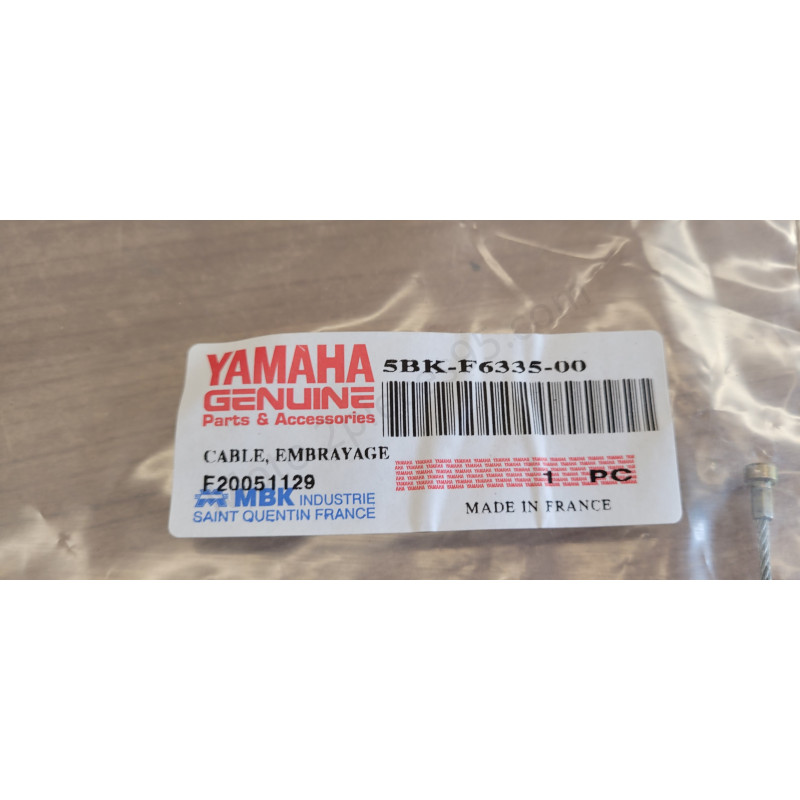 YAMAHA
GENUINE
Parts & Accessories
5BK-F6335-00
CABLE, EMBRAYAGE
F20051129
1 PC
MBK INDUSTRIE
SAINT QUENTIN FRANCE
MADE IN FRANCE